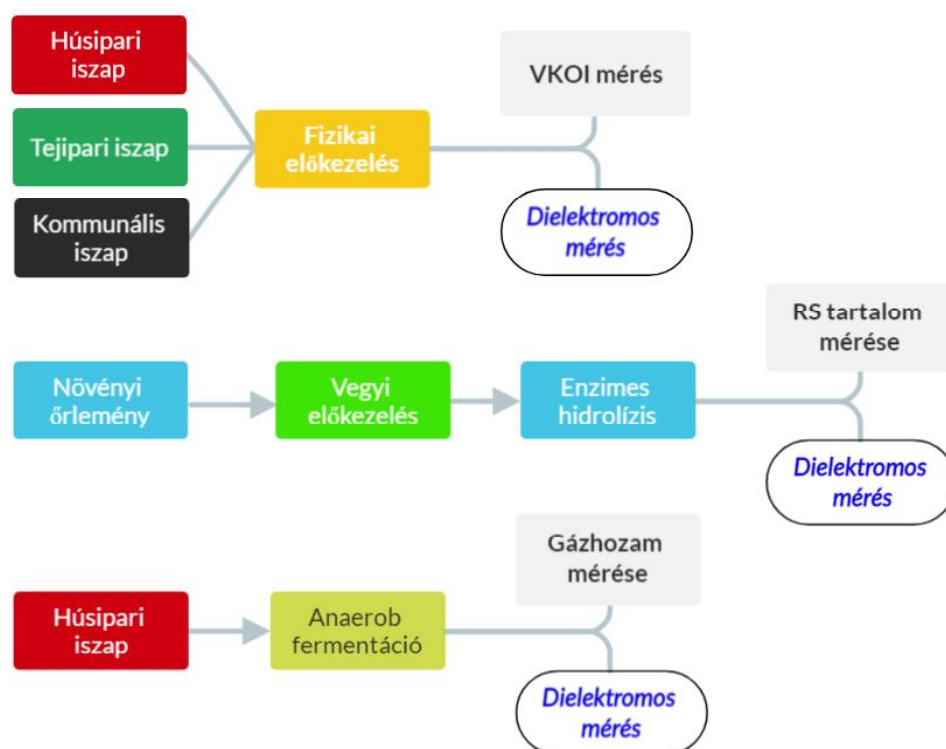 Húsipari
iszap
Tejipari iszap
Kommunális
iszap
Fizikai
előkezelés
VKOI mérés
Dielektromos
mérés
Növényi
őrlemény
Vegyi
előkezelés
Enzimes
hidrolízis
RS tartalom
mérése
Dielektromos
mérés
Húsipari
iszap
Anaerob
fermentáció
Gázhozam
mérése
Dielektromos
mérés